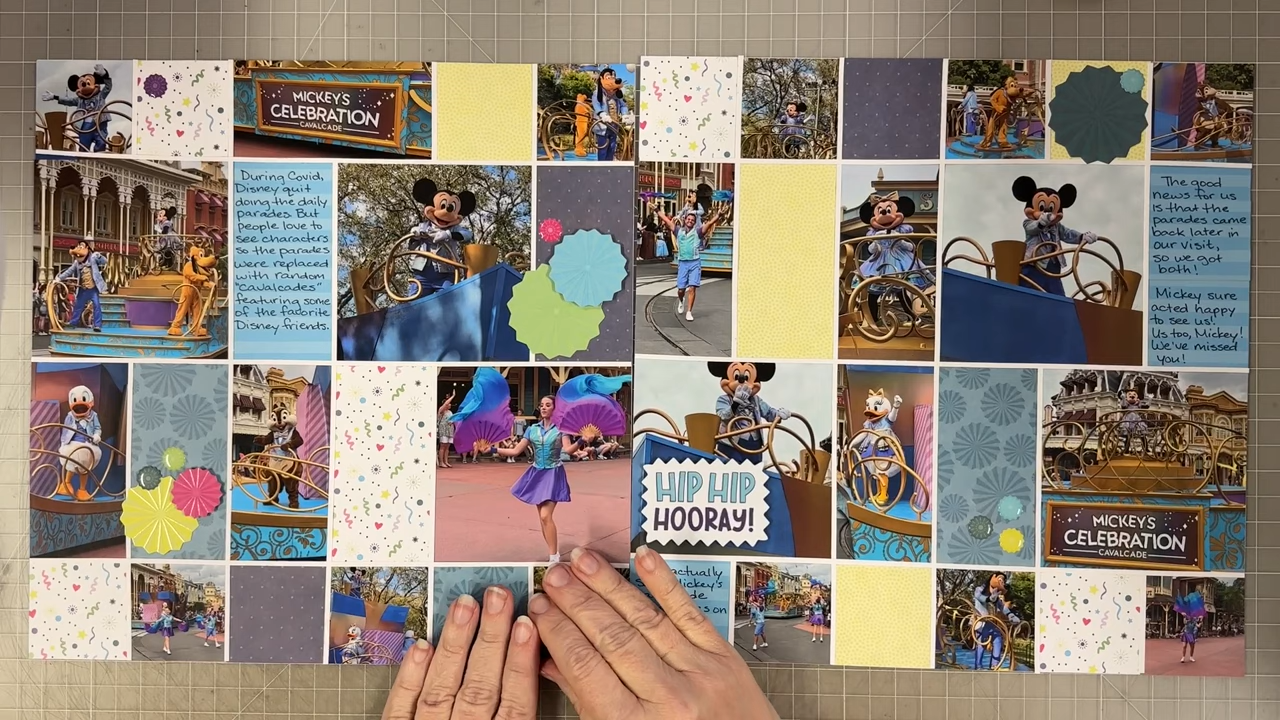 MICKEY'S
CELEBRATION
CAVALCADE
During Covid,
Disney quit
doing the daily
parades. But
people love to
see characters
so the parades
were replaced
with random
"cavalcades"
featuring some
of the favorite
Disney friends.
The good
news for us
is that the
parades came
back later in
our visit,
so we got
both!
Mickey sure
acted happy
to see us!
Us too, Mickey!
We've missed
you!
HIP HIP
HOORAY!
MICKEY'S
CELEBRATION
CAVALCADE
actually
on